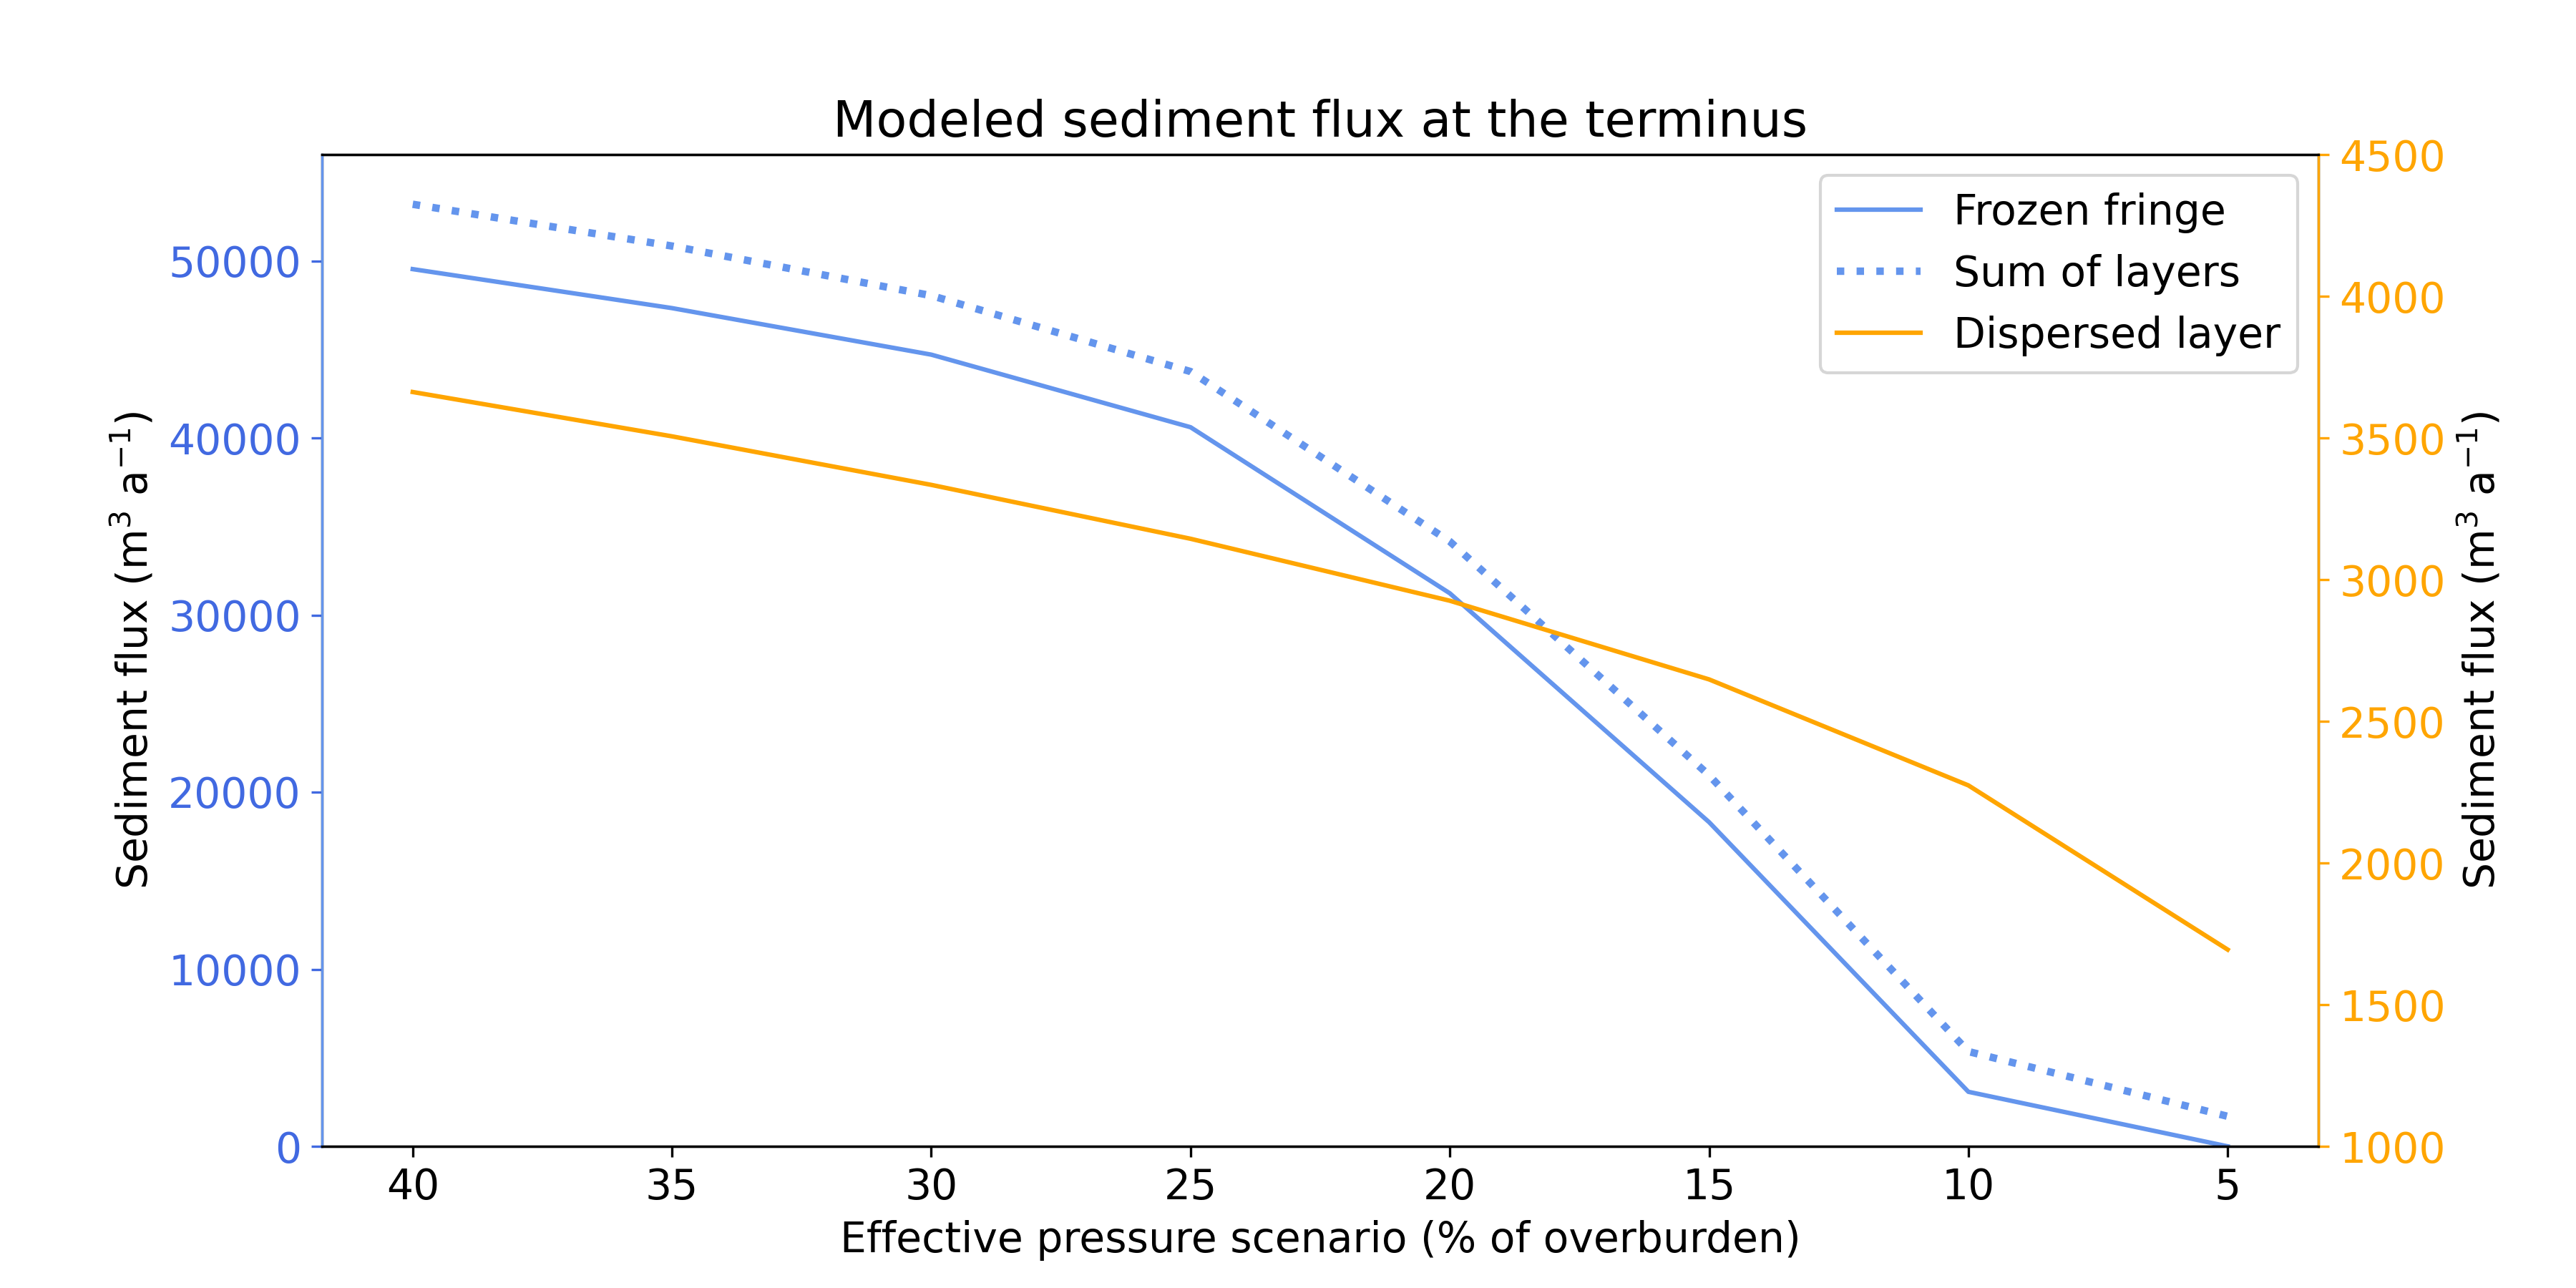 Modeled sediment flux at the terminus
Sediment flux (m³ a⁻¹)
50000
40000
30000
20000
10000
0
Frozen fringe
Sum of layers
Dispersed layer
4500
4000
3500
3000
2500
2000
1500
1000
Sediment flux (m³ a⁻¹)
40 35 30 25 20 15 10 5
Effective pressure scenario (% of overburden)